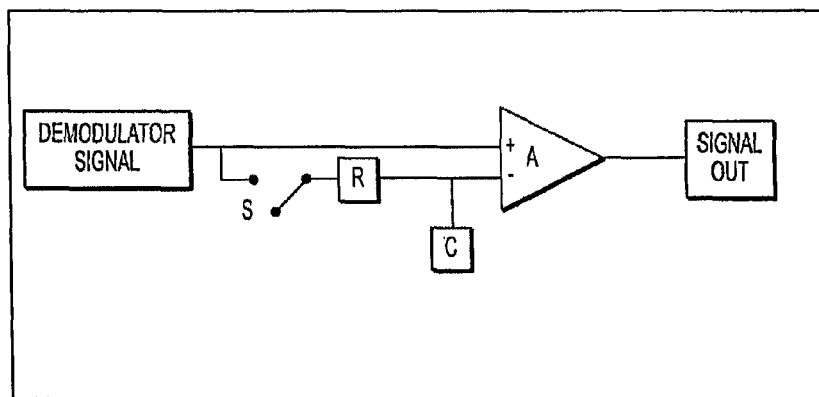 DEMODULATOR
SIGNAL
S
R
C
+
-
A
SIGNAL
OUT